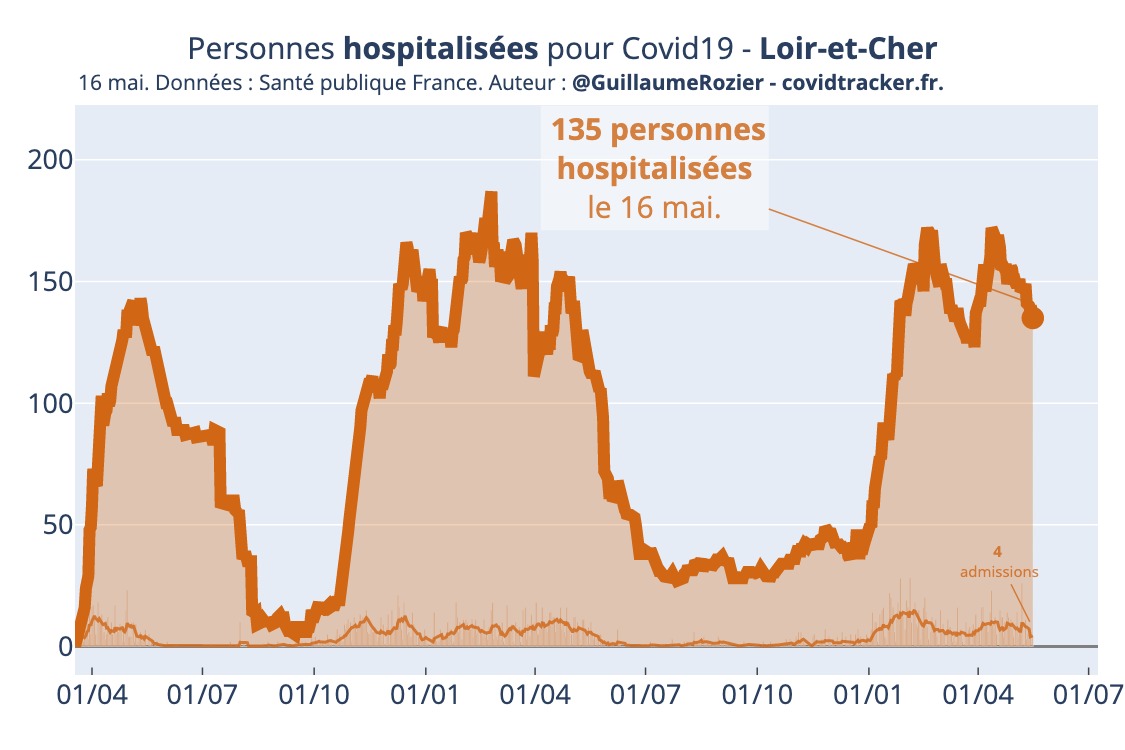 Personnes hospitalisées pour Covid19 - Loir-et-Cher
16 mai. Données : Santé publique France. Auteur : @GuillaumeRozier - covidtracker.fr.
135 personnes
hospitalisées
le 16 mai.
200
150
100
50
0
4
admissions
01/04 01/07 01/10 01/01 01/04 01/07 01/10 01/01 01/04 01/07